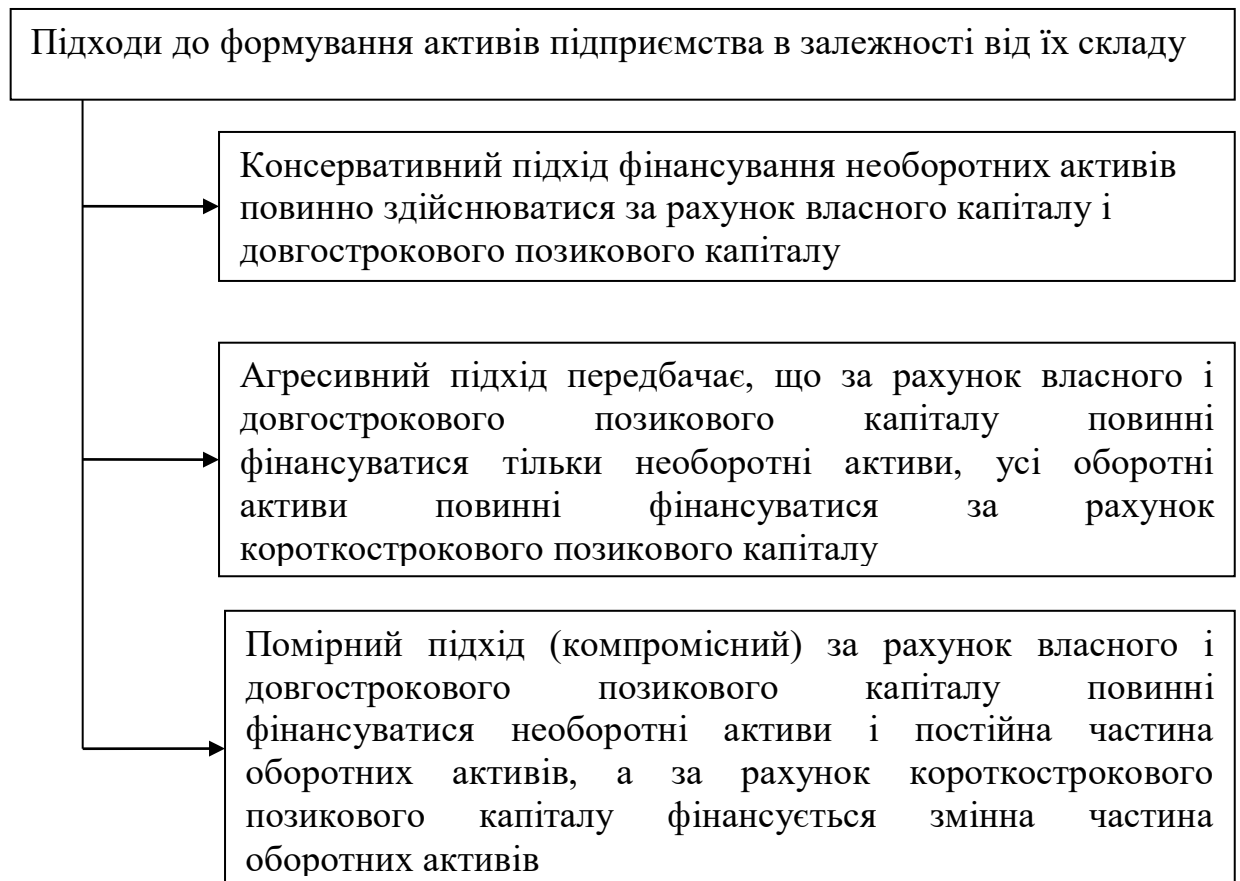 Підходи до формування активів підприємства в залежності від їх складу
Консервативний підхід фінансування необоротних активів
повинно здійснюватися за рахунок власного капіталу і
довгострокового позикового капіталу
Агресивний підхід передбачає, що за рахунок власного і
довгострокового позикового капіталу повинні
фінансуватися тільки необоротні активи, усі оборотні
активи повинні фінансуватися за рахунок
короткострокового позикового капіталу
Помірний підхід (компромісний) за рахунок власного і
довгострокового позикового капіталу повинні
фінансуватися необоротні активи і постійна частина
оборотних активів, а за рахунок короткострокового
позикового капіталу фінансується змінна частина
оборотних активів